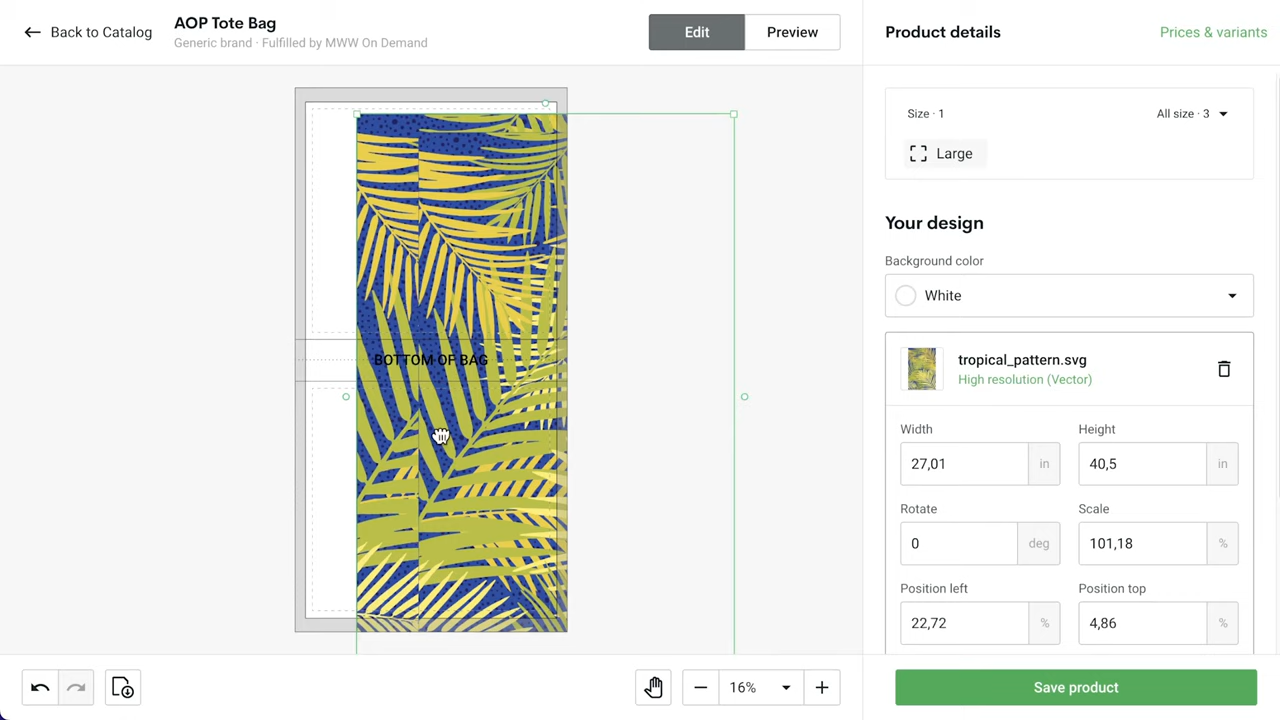 Back to Catalog
AOP Tote Bag
Generic brand · Fulfilled by MWW On Demand
Edit
Preview
Product details
Prices & variants
Size · 1
All size · 3
Large
Your design
Background color
White
tropical_pattern.svg
High resolution (Vector)
Width
Height
27,01
in
40,5
in
Rotate
Scale
0
deg
101,18
%
Position left
Position top
22,72
%
4,86
%
BOTTOM OF BAG
16%
Save product